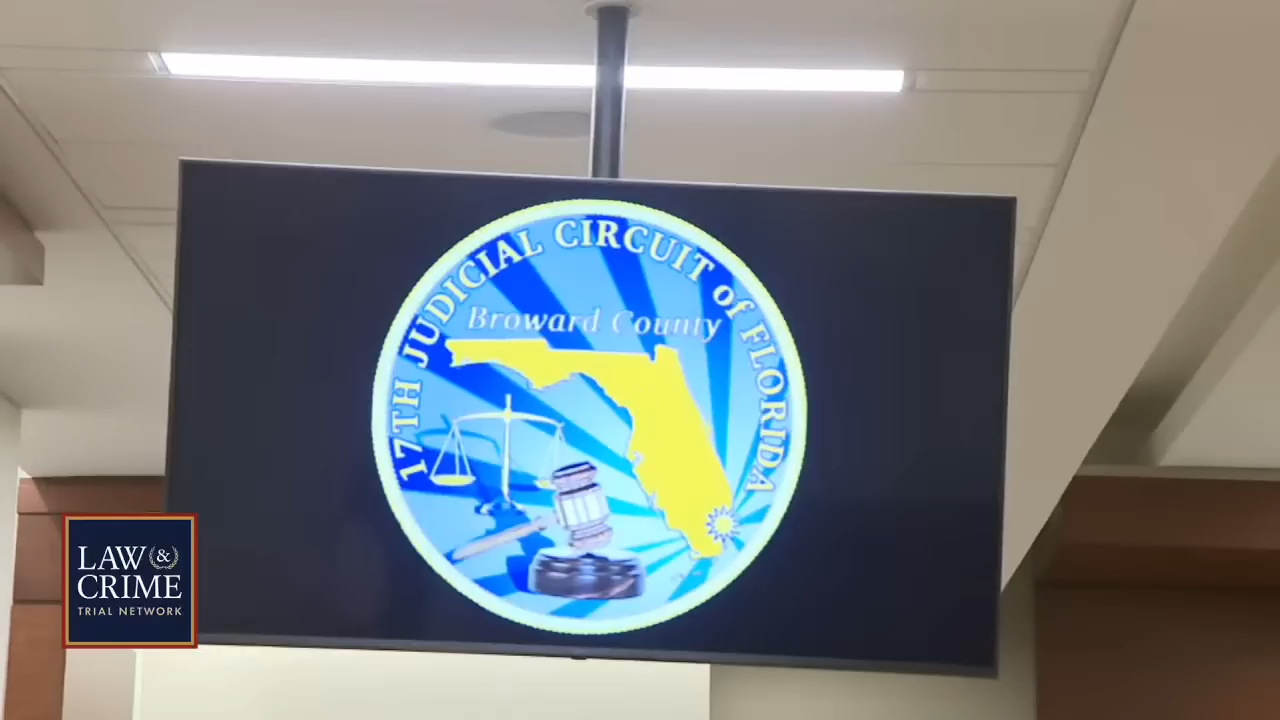 17TH JUDICIAL CIRCUIT of FLORIDA
Broward County
LAW &
CRIME
TRIAL NETWORK